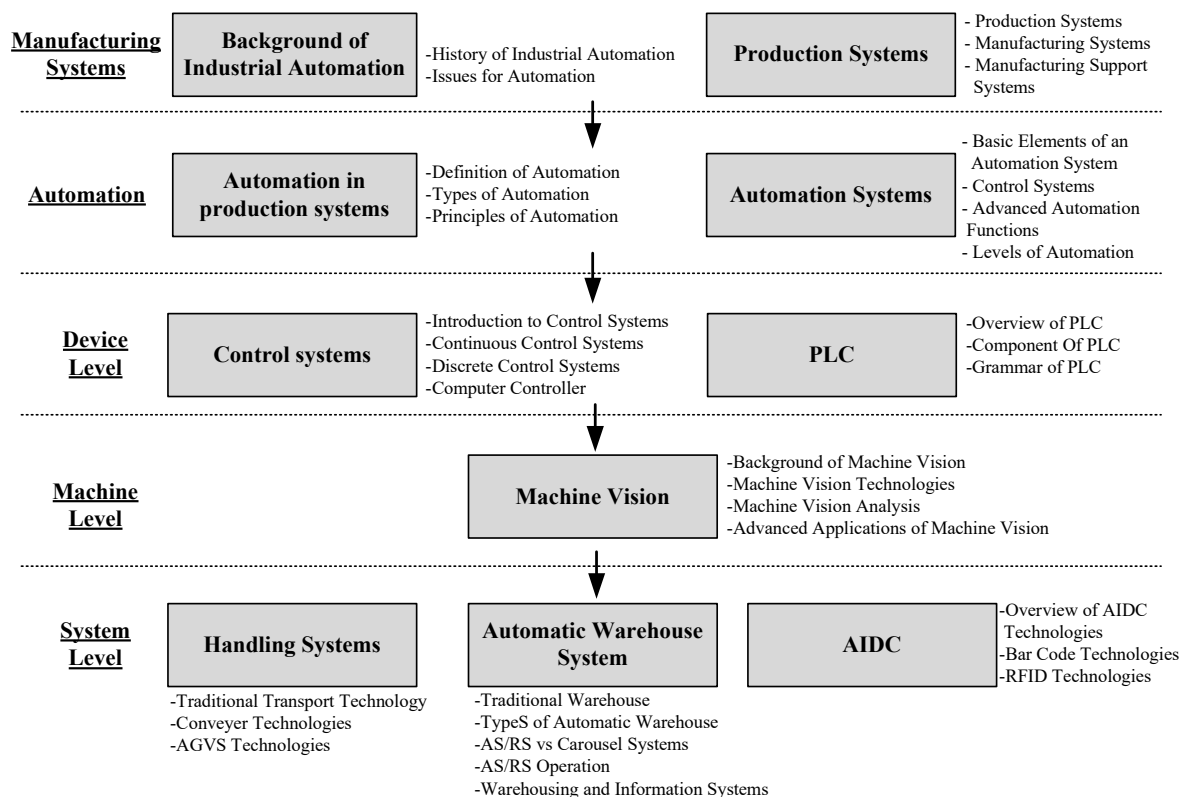 Manufacturing
Systems
Background of
Industrial Automation
-History of Industrial Automation
-Issues for Automation
Production Systems
- Production Systems
- Manufacturing Systems
- Manufacturing Support
Systems
Automation
Automation in
production systems
-Definition of Automation
-Types of Automation
-Principles of Automation
Automation Systems
- Basic Elements of an
Automation System
- Control Systems
- Advanced Automation
Functions
- Levels of Automation
Device
Level
Control systems
-Introduction to Control Systems
-Continuous Control Systems
-Discrete Control Systems
-Computer Controller
PLC
-Overview of PLC
-Component Of PLC
-Grammar of PLC
Machine
Level
Machine Vision
-Background of Machine Vision
-Machine Vision Technologies
-Machine Vision Analysis
-Advanced Applications of Machine Vision
System
Level
Handling Systems
-Traditional Transport Technology
-Conveyer Technologies
-AGVS Technologies
Automatic Warehouse
System
-Traditional Warehouse
-TypeS of Automatic Warehouse
-AS/RS vs Carousel Systems
-AS/RS Operation
-Warehousing and Information Systems
AIDC
-Overview of AIDC
Technologies
-Bar Code Technologies
-RFID Technologies